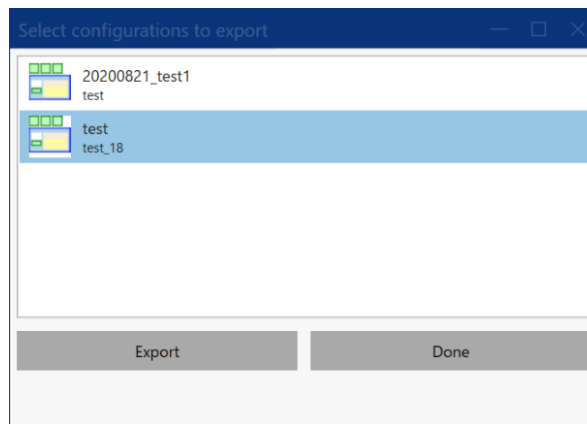 Select configurations to export
20200821_test1
test
test
test_18
Export
Done